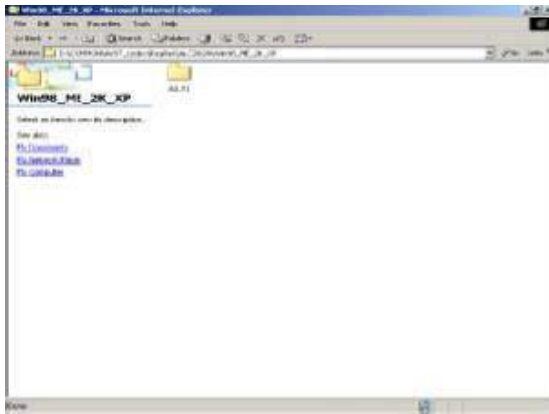 Win98_ME_2K_XP - Microsoft Internet Explorer
File Edit View Favorites Tools Help
Back Search Folders
Address
Win98_ME_2K_XP
Select an item to view its description.
See also:
My Documents
My Network Places
My Computer